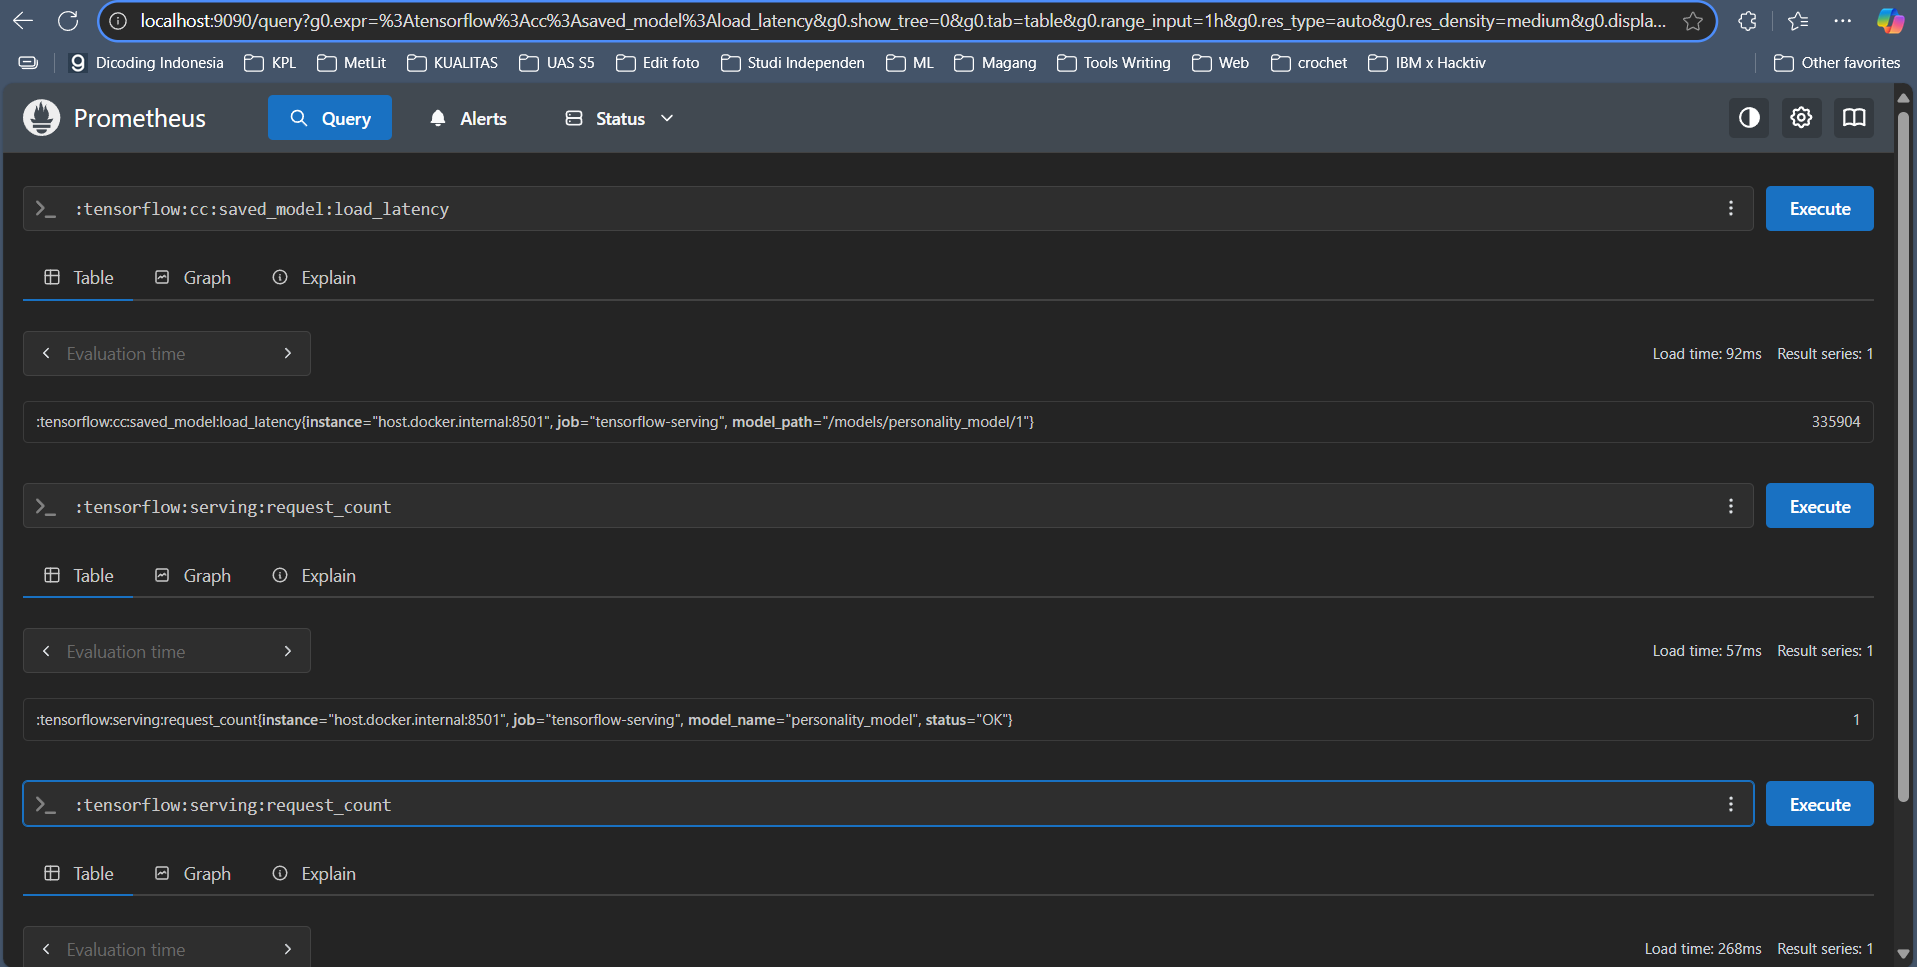 localhost:9090/query?g0.expr=%3Atensorflow%3Acc%3Asaved_model%3Aload_latency&g0.show_tree=0&g0.tab=table&g0.range_input=1h&g0.res_type=auto&g0.res_density=medium&g0.displa...
Dicoding Indonesia KPL MetLit KUALITAS UAS S5 Edit foto Studi Independen ML Magang Tools Writing Web crochet IBM x Hacktiv Other favorites
Prometheus Query Alerts Status
:tensorflow:cc:saved_model:load_latency Execute
Table Graph Explain
Evaluation time Load time: 92ms Result series: 1
:tensorflow:cc:saved_model:load_latency{instance="host.docker.internal:8501", job="tensorflow-serving", model_path="/models/personality_model/1"} 335904
:tensorflow:serving:request_count Execute
Table Graph Explain
Evaluation time Load time: 57ms Result series: 1
:tensorflow:serving:request_count{instance="host.docker.internal:8501", job="tensorflow-serving", model_name="personality_model", status="OK"} 1
:tensorflow:serving:request_count Execute
Table Graph Explain
Evaluation time Load time: 268ms Result series: 1